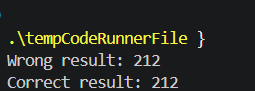 .\tempCodeRunnerFile }
Wrong result: 212
Correct result: 212